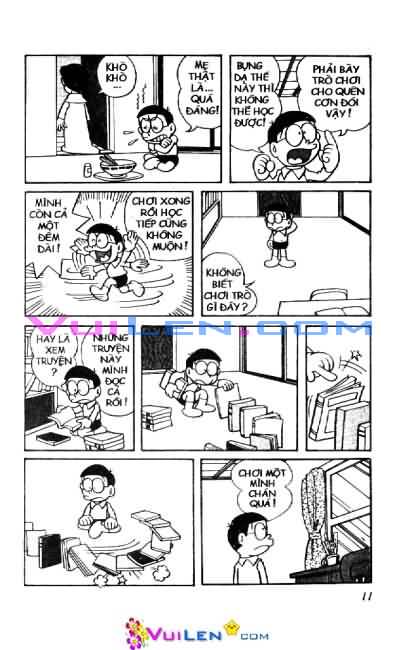 KHÒ
KHÒ
...
MẸ
THẬT
LÀ...
QUÁ
ĐÁNG!
BỤNG
DẠ THẾ
NÀY THÌ
KHÔNG
THỂ HỌC
ĐƯỢC!
PHẢI BÀY
TRÒ CHƠI
CHO QUÊN
CƠN ĐÓI
VẬY!
MÌNH
CÒN CẢ
MỘT
ĐÊM
DÀI!
CHƠI XONG
RỒI HỌC
TIẾP CŨNG
KHÔNG
MUỘN!
KHÔNG
BIẾT
CHƠI TRÒ
GÌ ĐÂY?
VuiLen.com
HAY LÀ
XEM
TRUYỆN
?
NHỮNG
TRUYỆN
NÀY
MÌNH
ĐỌC
CẢ
RỒI!
CHƠI MỘT
MÌNH
CHÁN
QUÁ!
11
VuiLen.com